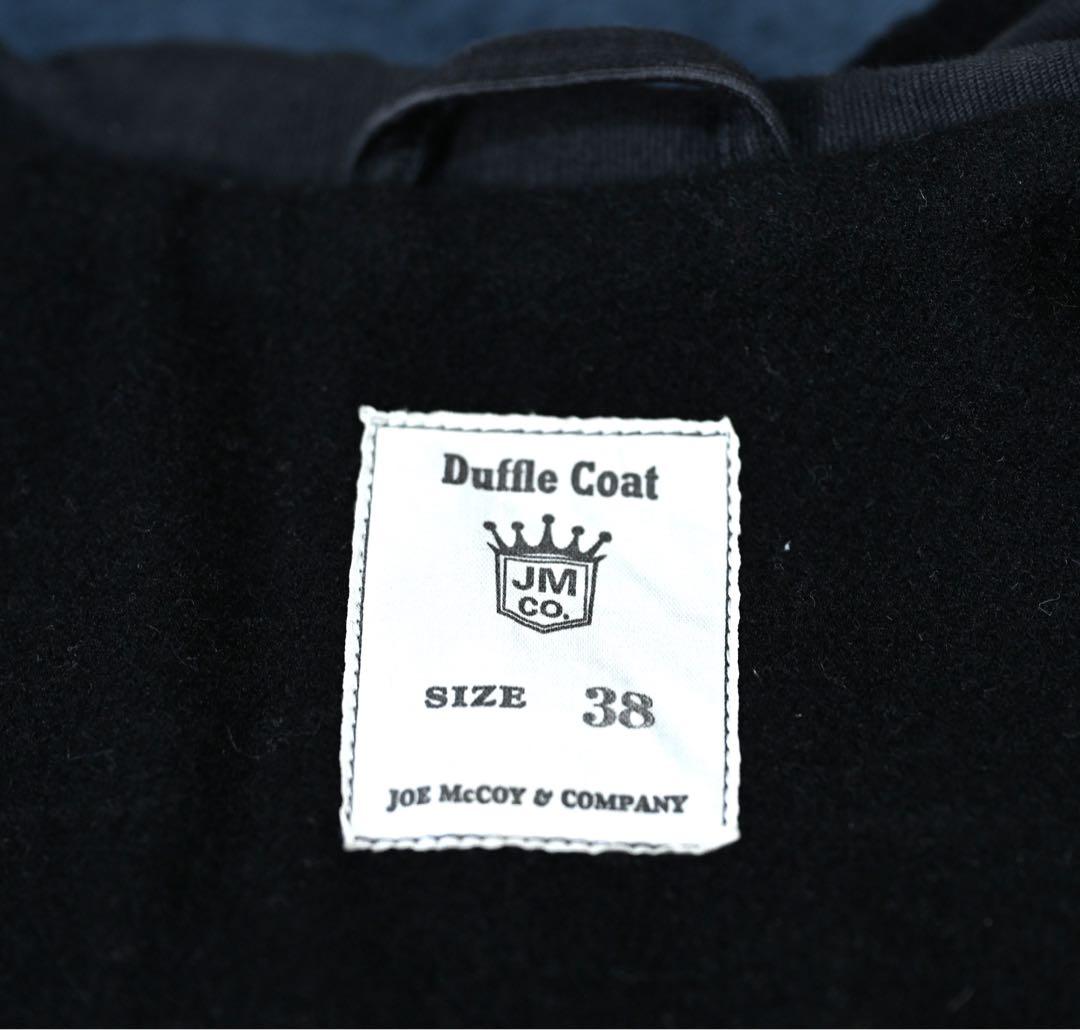 Duffle Coat
JM
CO.
SIZE 38
JOE McCOY & COMPANY